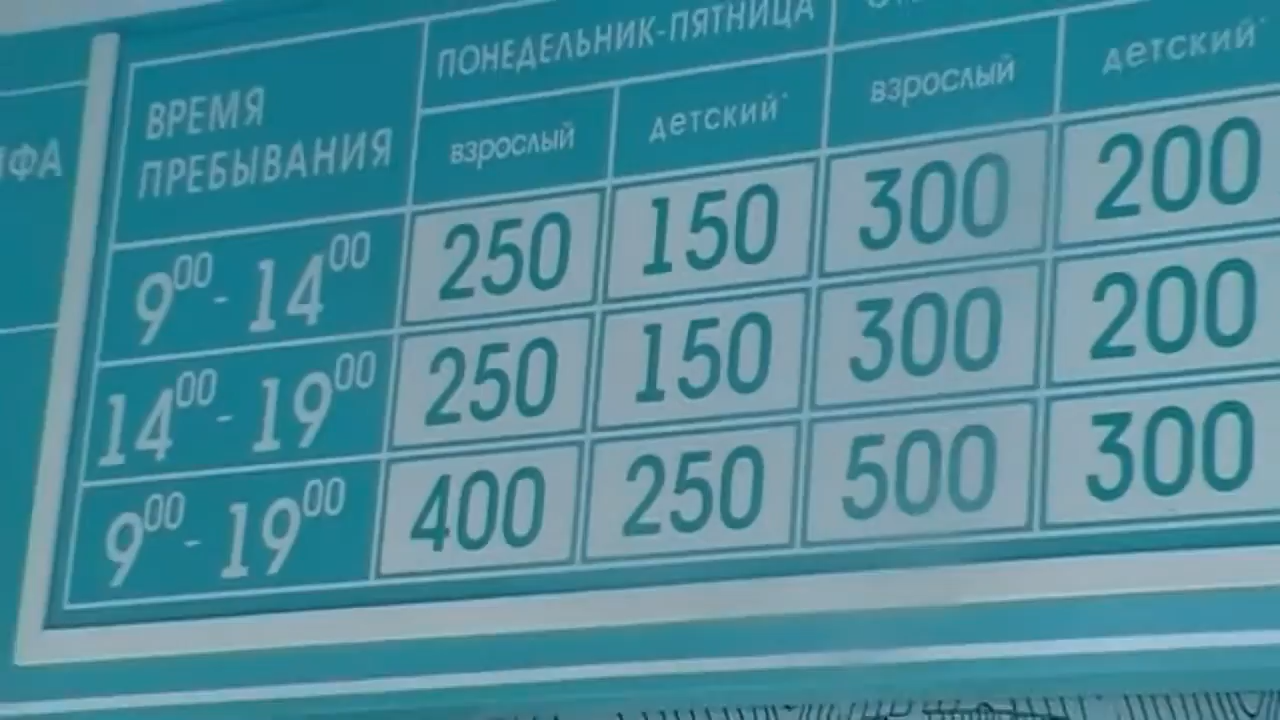 ПОНЕДЕЛЬНИК-ПЯТНИЦА
ВРЕМЯ
ПРЕБЫВАНИЯ
взрослый детский* взрослый детский*
9⁰⁰ - 14⁰⁰ 250 150 300 200
14⁰⁰ - 19⁰⁰ 250 150 300 200
9⁰⁰ - 19⁰⁰ 400 250 500 300